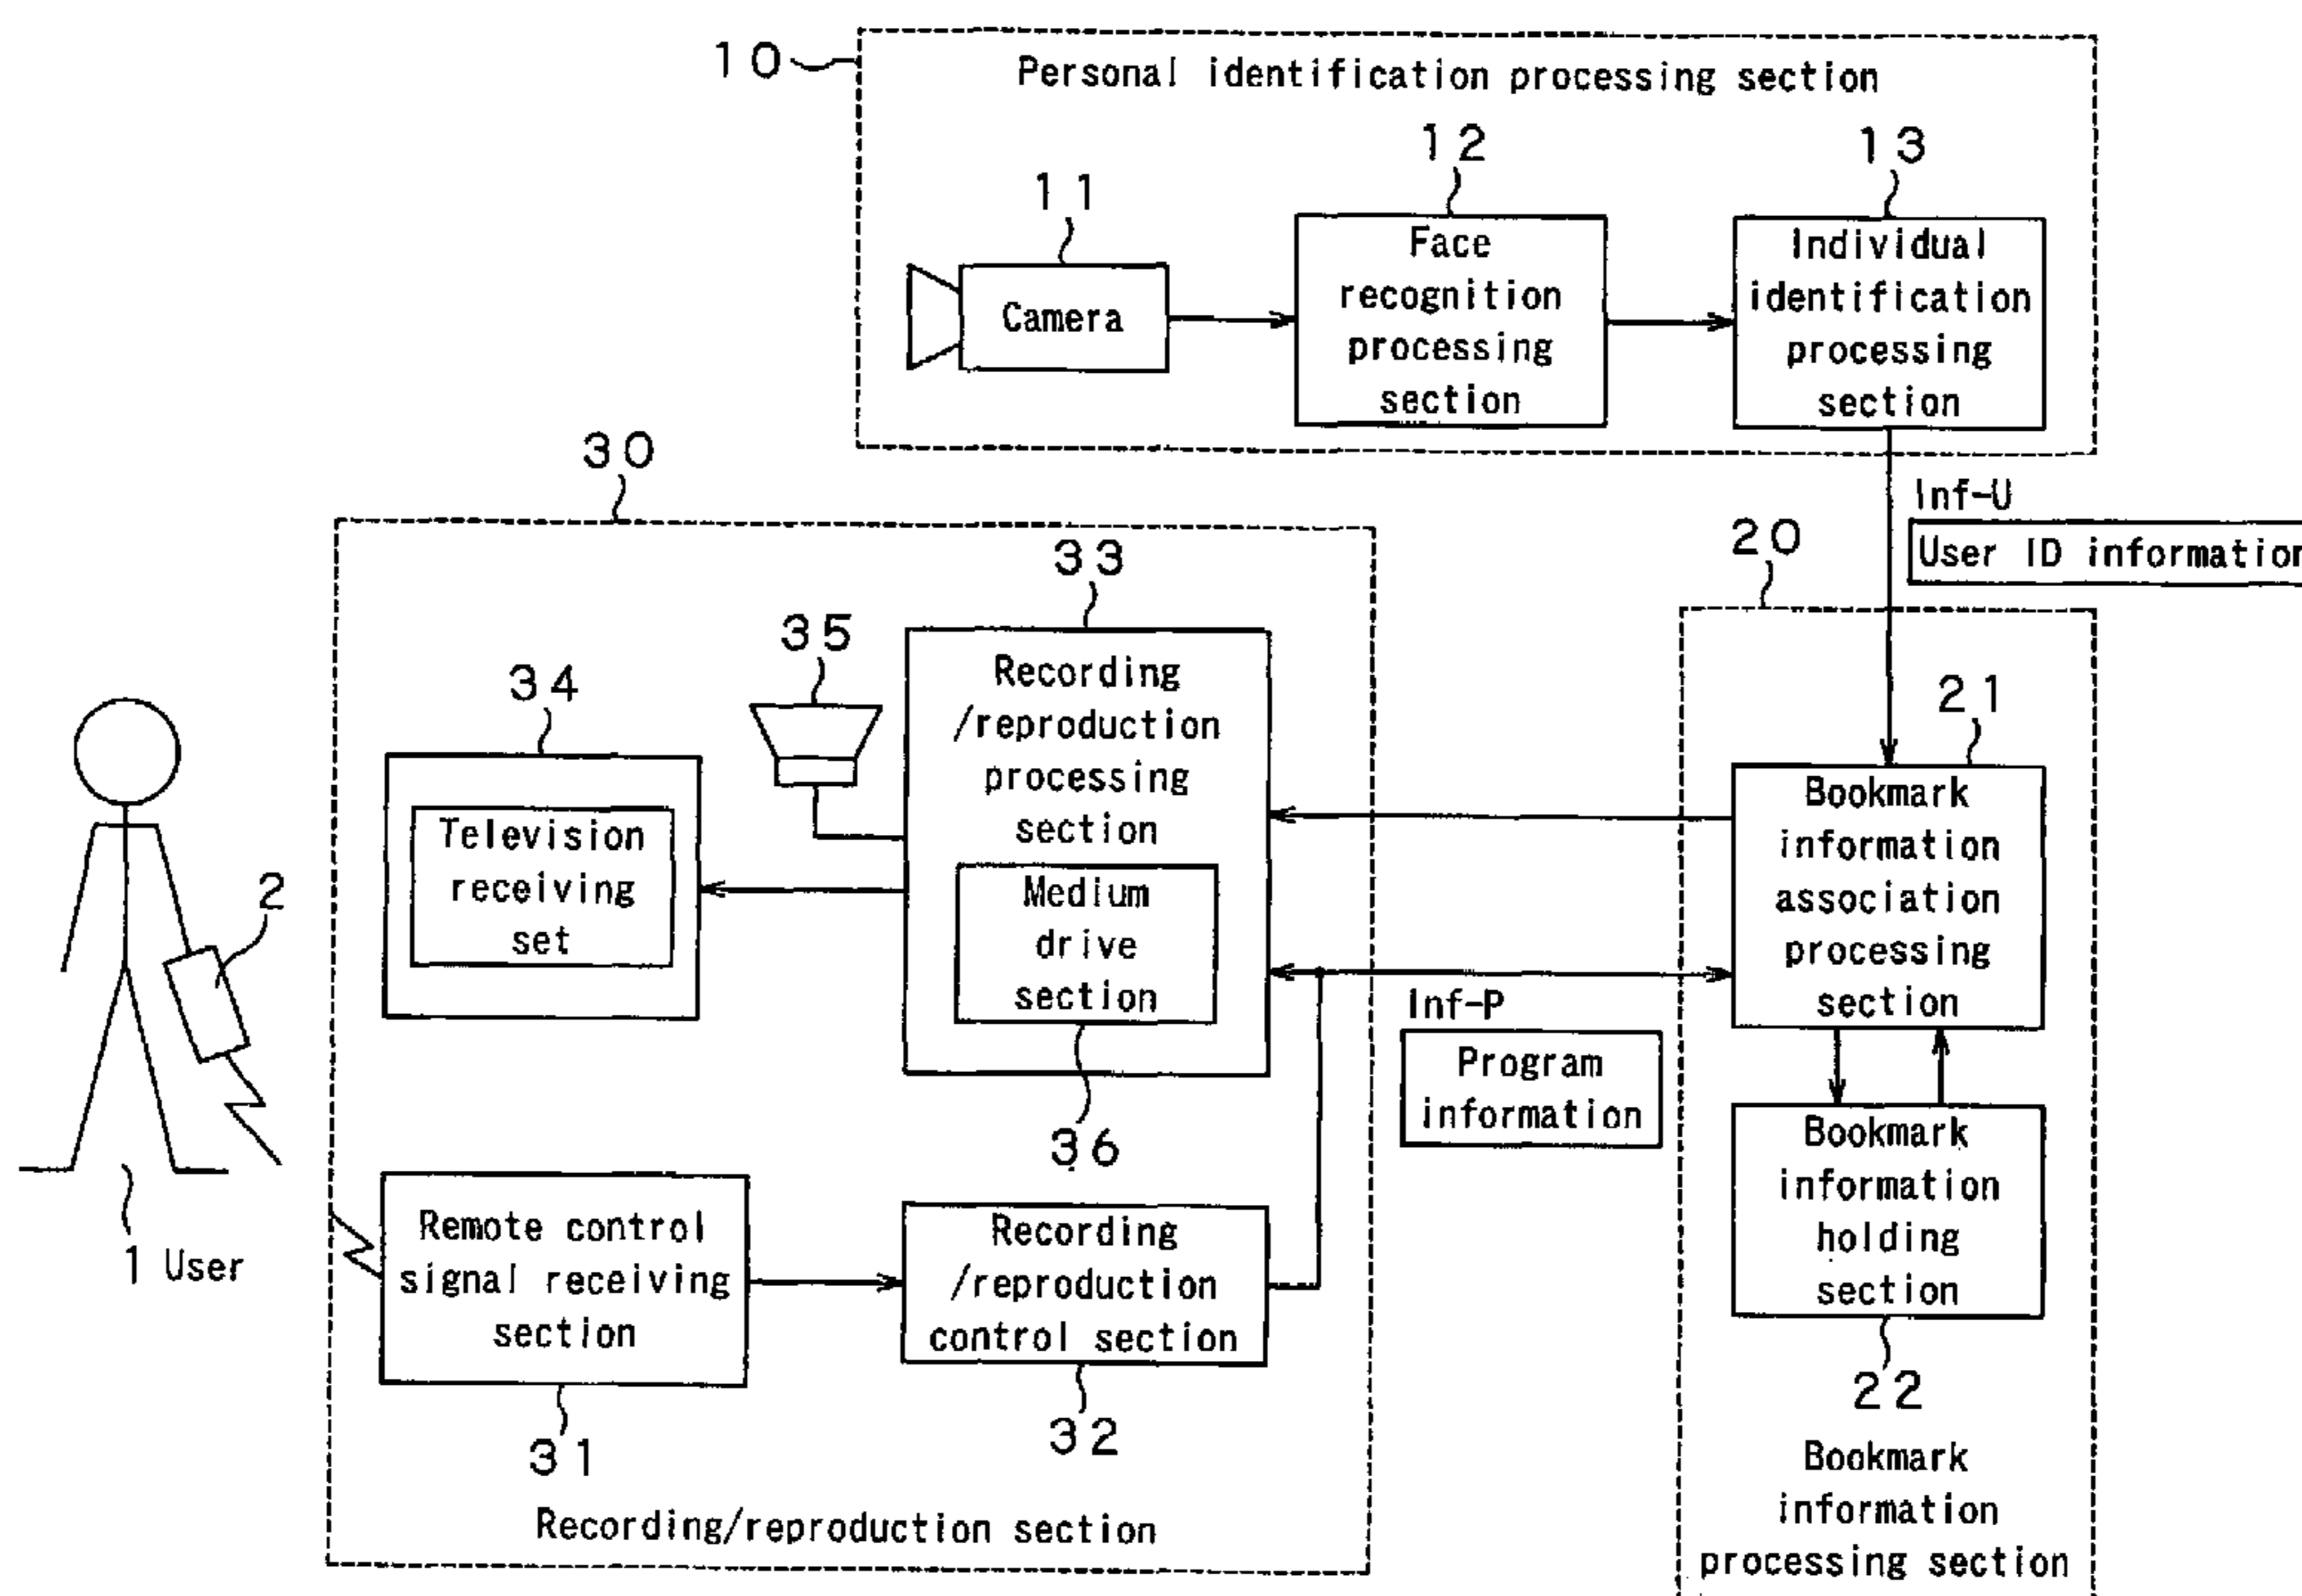 10
Personal identification processing section
11
Camera
12
Face
recognition
processing
section
13
Individual
identification
processing
section
Inf-U
User ID information
30
33
Recording
/reproduction
processing
section
Medium
drive
section
36
35
34
Television
receiving
set
2
1 User
Remote control
signal receiving
section
31
Recording
/reproduction
control section
32
Recording/reproduction section
Inf-P
Program
information
20
21
Bookmark
information
association
processing
section
Bookmark
information
holding
section
22
Bookmark
information
processing section